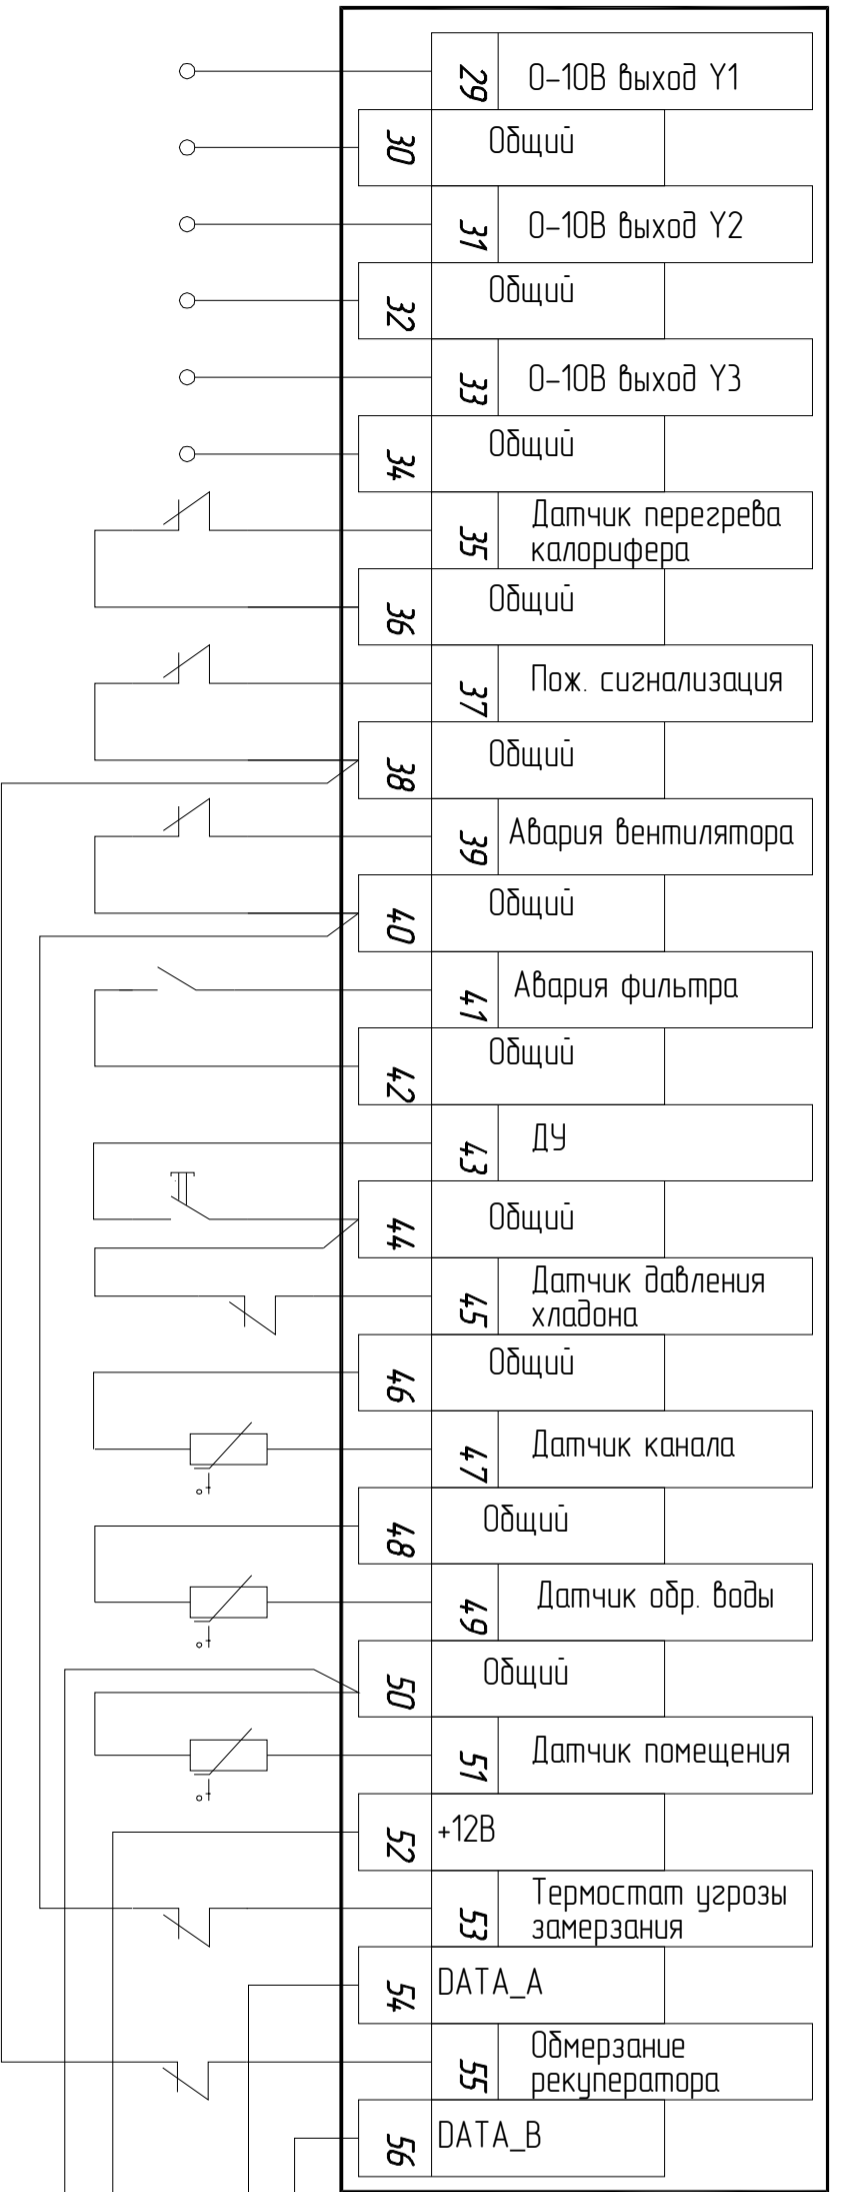 29 0-10В выход Y1
30 Общий
31 0-10В выход Y2
32 Общий
33 0-10В выход Y3
34 Общий
35 Датчик перегрева
калорифера
36 Общий
37 Пож. сигнализация
38 Общий
39 Авария вентилятора
40 Общий
41 Авария фильтра
42 Общий
43 ДУ
44 Общий
45 Датчик давления
хладона
46 Общий
47 Датчик канала
t°
48 Общий
49 Датчик обр. воды
t°
50 Общий
51 Датчик помещения
t°
52 +12В
53 Термостат угрозы
замерзания
54 DATA_A
55 Обмерзание
рекуператора
56 DATA_B